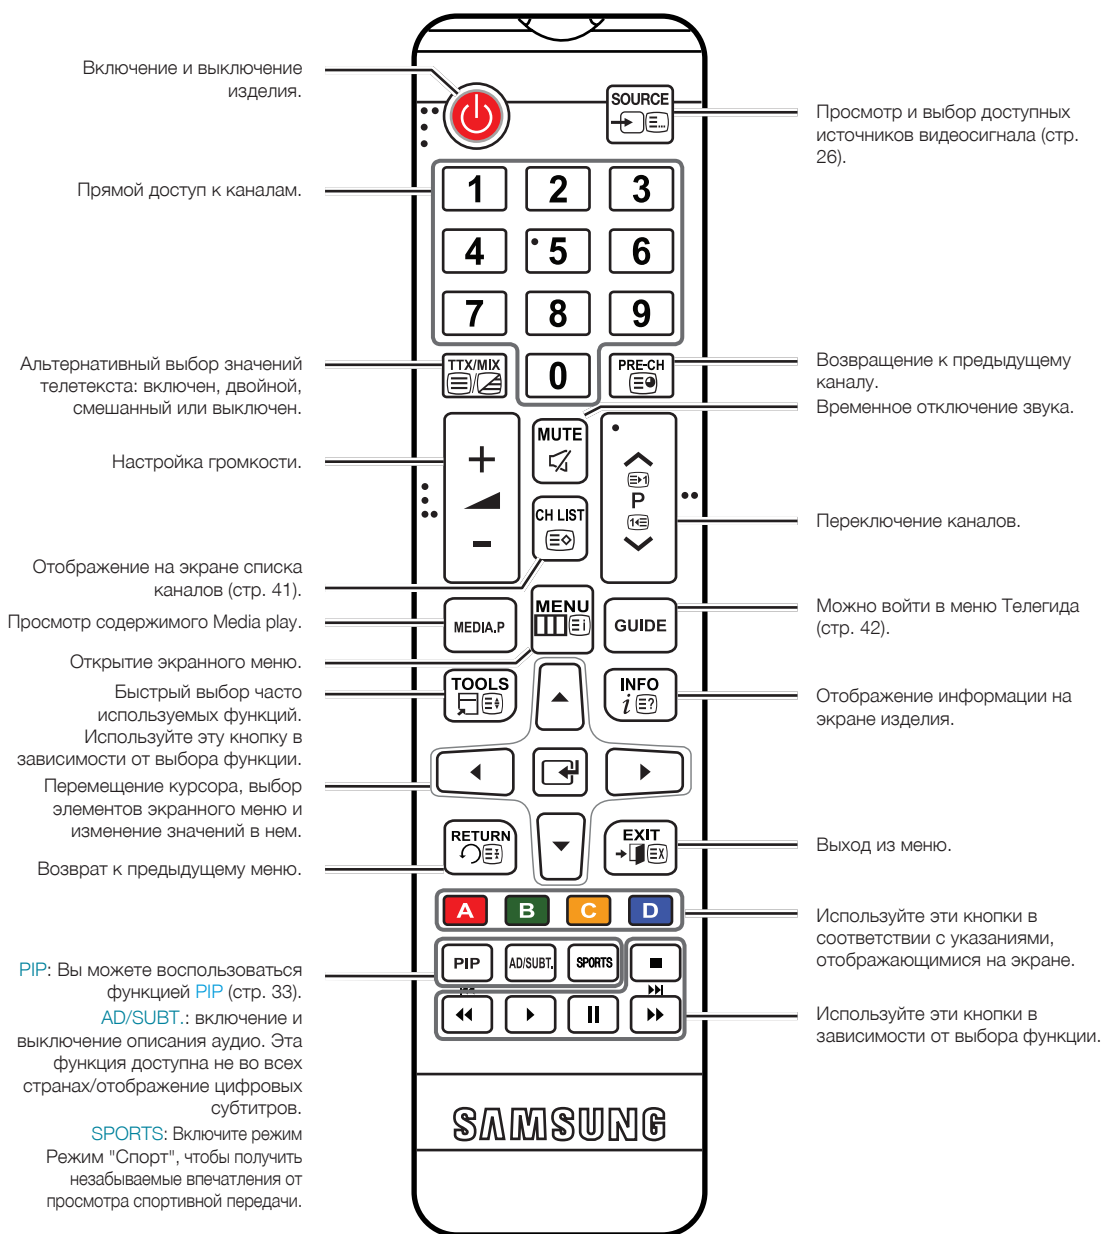 Включение и выключение
изделия.
SOURCE
Просмотр и выбор доступных
источников видеосигнала (стр.
26).
Прямой доступ к каналам.
1 2 3
4 5 6
7 8 9
Альтернативный выбор значений
телетекста: включен, двойной,
смешанный или выключен.
TTX/MIX
0
PRE-CH
Возвращение к предыдущему
каналу.
Временное отключение звука.
MUTE
Настройка громкости.
+
-
CH LIST
1
P
1
Переключение каналов.
Отображение на экране списка
каналов (стр. 41).
Просмотр содержимого Media play.
MEDIA.P
MENU
i
GUIDE
Можно войти в меню Телегида
(стр. 42).
Открытие экранного меню.
Быстрый выбор часто
используемых функций.
Используйте эту кнопку в
зависимости от выбора функции.
TOOLS
INFO
i ?
Отображение информации на
экране изделия.
Перемещение курсора, выбор
элементов экранного меню и
изменение значений в нем.
Возврат к предыдущему меню.
RETURN
EXIT
X
Выход из меню.
A B C D
Используйте эти кнопки в
соответствии с указаниями,
отображающимися на экране.
PIP AD/SUBT. SPORTS
PIP: Вы можете воспользоваться
функцией PIP (стр. 33).
AD/SUBT.: включение и
выключение описания аудио. Эта
функция доступна не во всех
странах/отображение цифровых
субтитров.
SPORTS: Включите режим
Режим "Спорт", чтобы получить
незабываемые впечатления от
просмотра спортивной передачи.
Используйте эти кнопки в
зависимости от выбора функции.
SAMSUNG